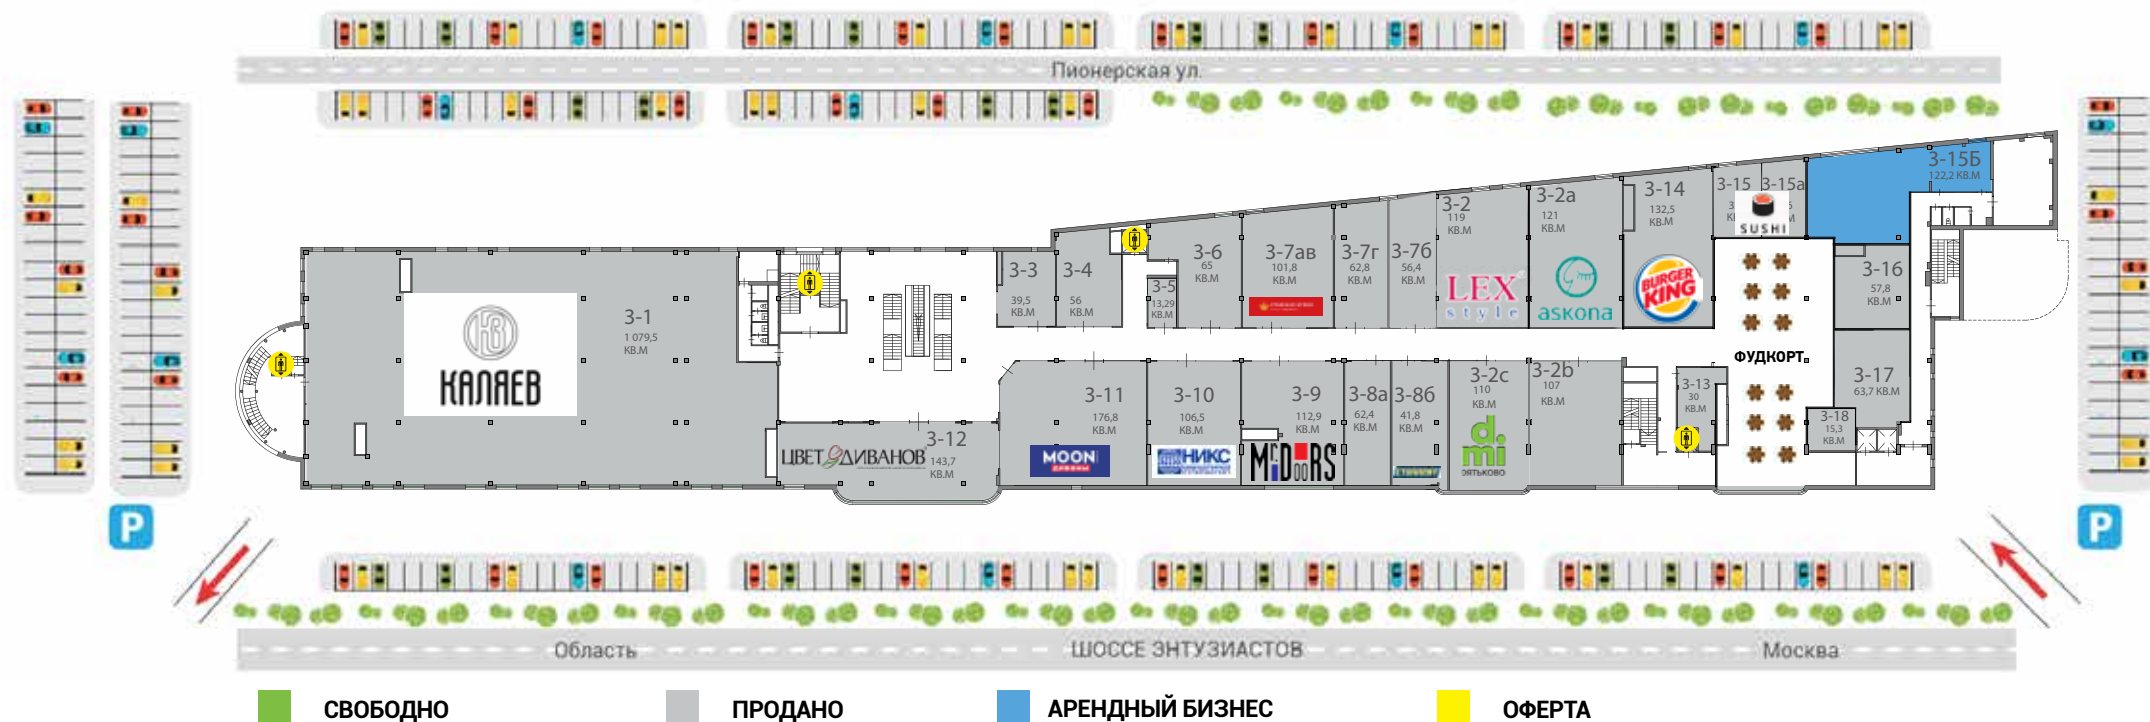 Пионерская ул.
3-15Б
122,2 КВ.М
3-2а
121
КВ.М
3-14
132,5
КВ.М
3-15
3-15а
SUSHI
3-2
119
КВ.М
3-3
39,5
КВ.М
3-4
56
КВ.М
3-5
13,29
КВ.М
3-6
65
КВ.М
3-7ав
101,8
КВ.М
3-7г
62,8
КВ.М
3-7б
56,4
КВ.М
LEX
style
askona
BURGER
KING
3-16
57,8
КВ.М
3-1
1 079,5
КВ.М
КАЛАЕВ
ФУДКОРТ
3-11
176,8
КВ.М
3-10
106,5
КВ.М
3-9
112,9
КВ.М
3-8а
62,4
КВ.М
3-8б
41,8
КВ.М
3-2с
110
КВ.М
3-2b
107
КВ.М
3-13
30
КВ.М
3-17
63,7 КВ.М
3-18
15,3
КВ.М
3-12
143,7
КВ.М
ЦВЕТ ДИВАНОВ
MOON
НИКС
MR.DOORS
d.
mi
ЭЯТЬКОВО
P
P
Область
ШОССЕ ЭНТУЗИАСТОВ
Москва
СВОБОДНО
ПРОДАНО
АРЕНДНЫЙ БИЗНЕС
ОФЕРТА